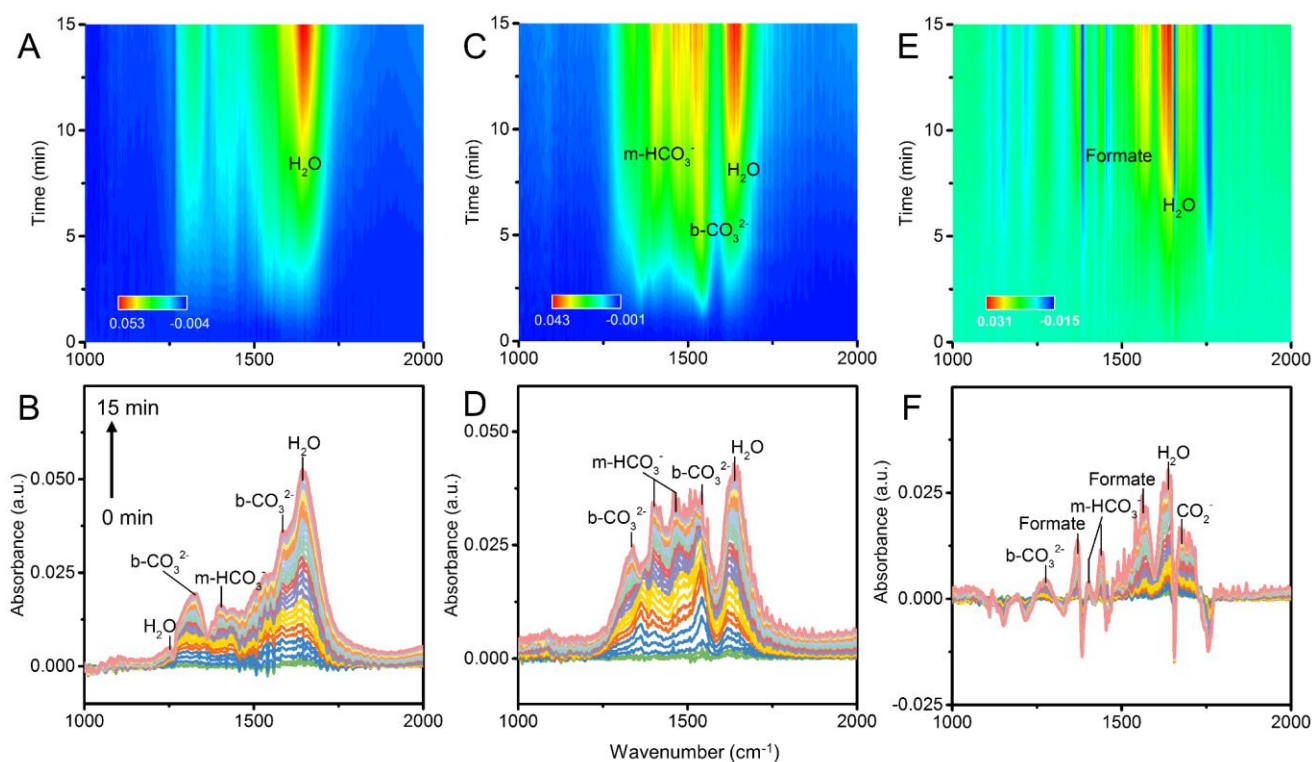 A
15
10
5
0
Time (min)
H₂O
0.053 -0.004
1000 1500 2000
C
15
10
5
0
Time (min)
m-HCO₃⁻
H₂O
b-CO₃²⁻
0.043 -0.001
1000 1500 2000
E
15
10
5
0
Time (min)
Formate
H₂O
0.031 -0.015
1000 1500 2000
B
15 min
0 min
H₂O
b-CO₃²⁻
b-CO₃²⁻
m-HCO₃⁻
H₂O
0.050
0.025
0.000
Absorbance (a.u.)
1000 1500 2000
D
H₂O
m-HCO₃⁻
b-CO₃²⁻
b-CO₃²⁻
0.050
0.025
0.000
Absorbance (a.u.)
1000 1500 2000
Wavenumber (cm⁻¹)
F
H₂O
Formate
m-HCO₃⁻
CO₂⁻
Formate
b-CO₃²⁻
0.025
0.000
-0.025
Absorbance (a.u.)
1000 1500 2000